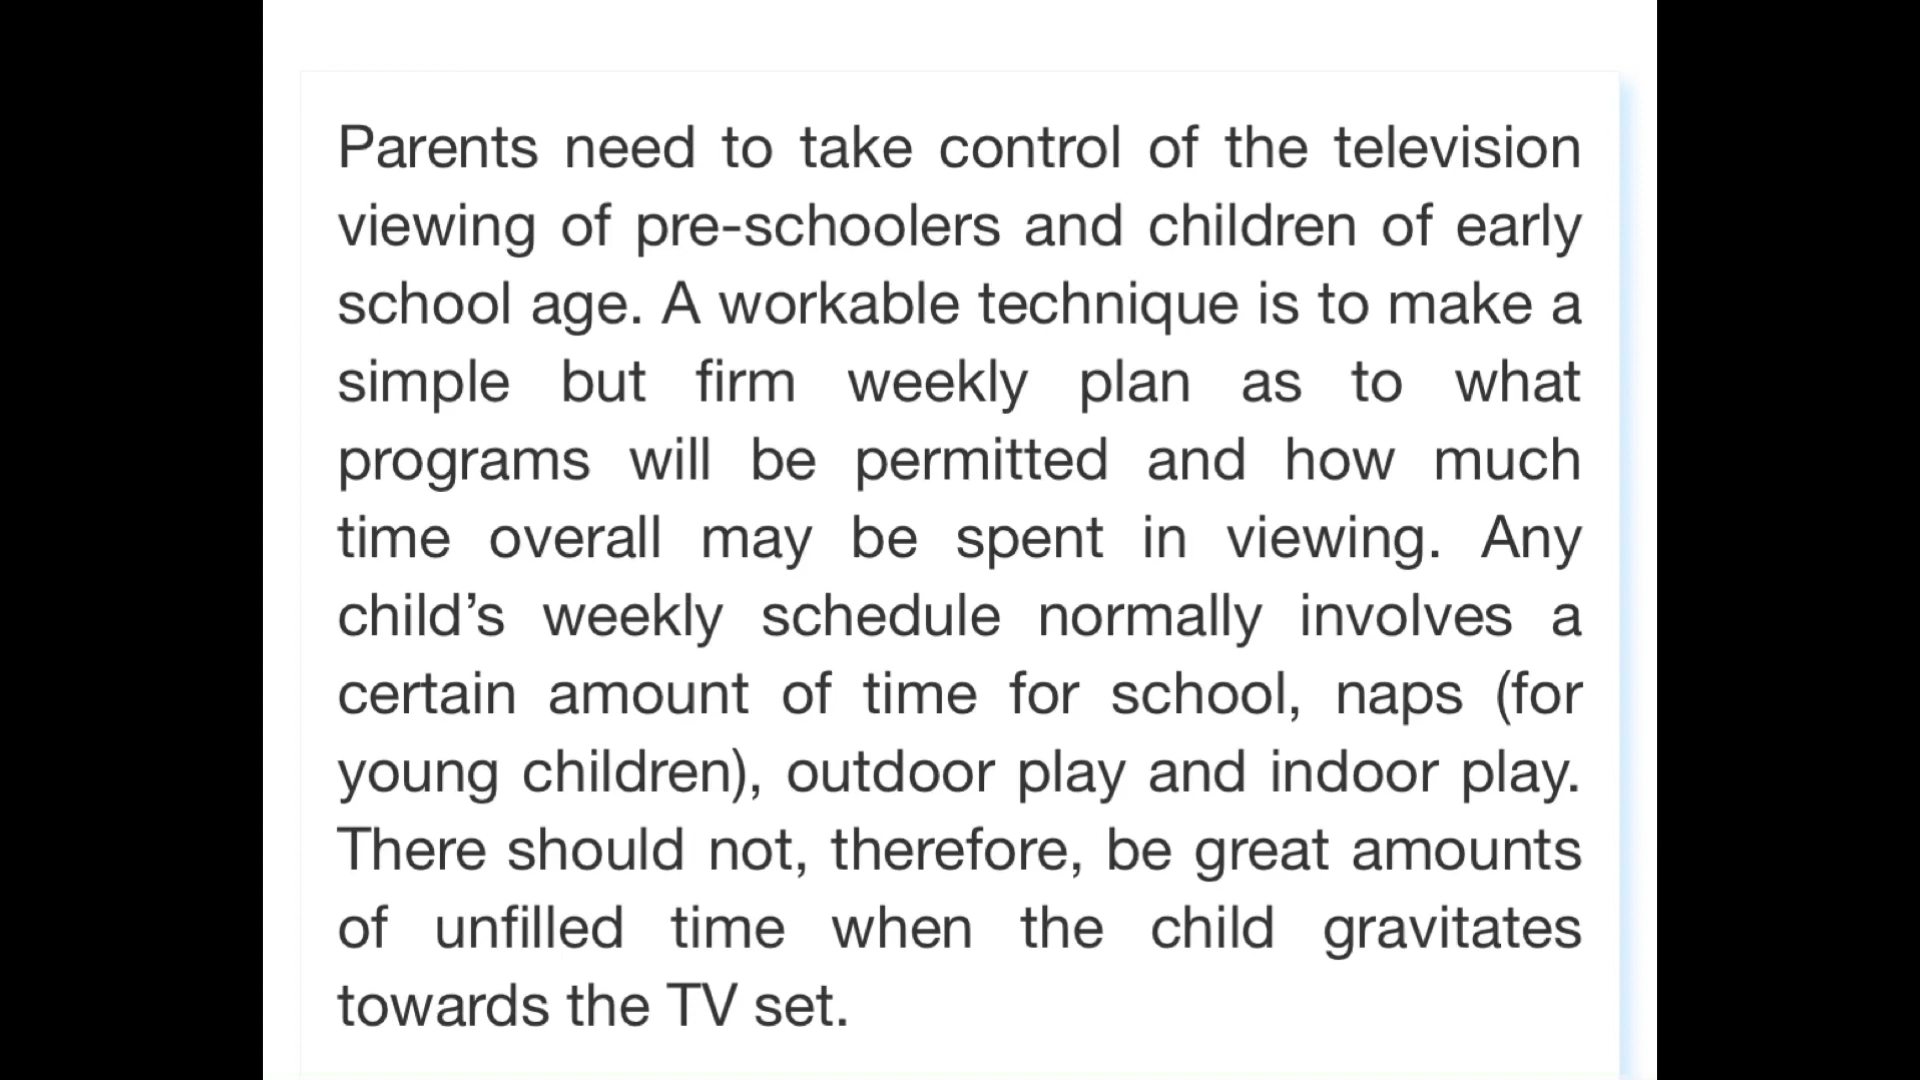 Parents need to take control of the television
viewing of pre-schoolers and children of early
school age. A workable technique is to make a
simple but firm weekly plan as to what
programs will be permitted and how much
time overall may be spent in viewing. Any
child’s weekly schedule normally involves a
certain amount of time for school, naps (for
young children), outdoor play and indoor play.
There should not, therefore, be great amounts
of unfilled time when the child gravitates
towards the TV set.